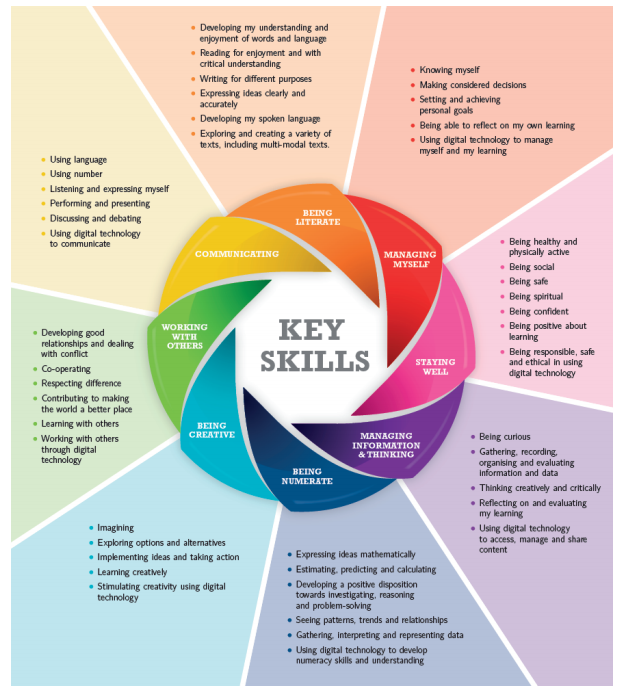 • Developing my understanding and
enjoyment of words and language
• Reading for enjoyment and with
critical understanding
• Writing for different purposes
• Expressing ideas clearly and
accurately
• Developing my spoken language
• Exploring and creating a variety of
texts, including multi-modal texts.
• Knowing myself
• Making considered decisions
• Setting and achieving
personal goals
• Being able to reflect on my own learning
• Using digital technology to manage
myself and my learning
• Using language
• Using number
• Listening and expressing myself
• Performing and presenting
• Discussing and debating
• Using digital technology
to communicate
BEING
LITERATE
COMMUNICATING
MANAGING
MYSELF
• Being healthy and
physically active
• Being social
• Being safe
• Being spiritual
• Being confident
• Being positive about
learning
• Being responsible, safe
and ethical in using
digital technology
WORKING
WITH
OTHERS
KEY
SKILLS
STAYING
WELL
• Developing good
relationships and dealing
with conflict
• Co-operating
• Respecting difference
• Contributing to making
the world a better place
• Learning with others
• Working with others
through digital
technology
BEING
CREATIVE
MANAGING
INFORMATION
& THINKING
BEING
NUMERATE
• Being curious
• Gathering, recording,
organising and evaluating
information and data
• Thinking creatively and critically
• Reflecting on and evaluating
my learning
• Using digital technology
to access, manage and share
content
• Imagining
• Exploring options and alternatives
• Implementing ideas and taking action
• Learning creatively
• Stimulating creativity using digital
technology
• Expressing ideas mathematically
• Estimating, predicting and calculating
• Developing a positive disposition
towards investigating, reasoning
and problem-solving
• Seeing patterns, trends and relationships
• Gathering, interpreting and representing data
• Using digital technology to develop
numeracy skills and understanding